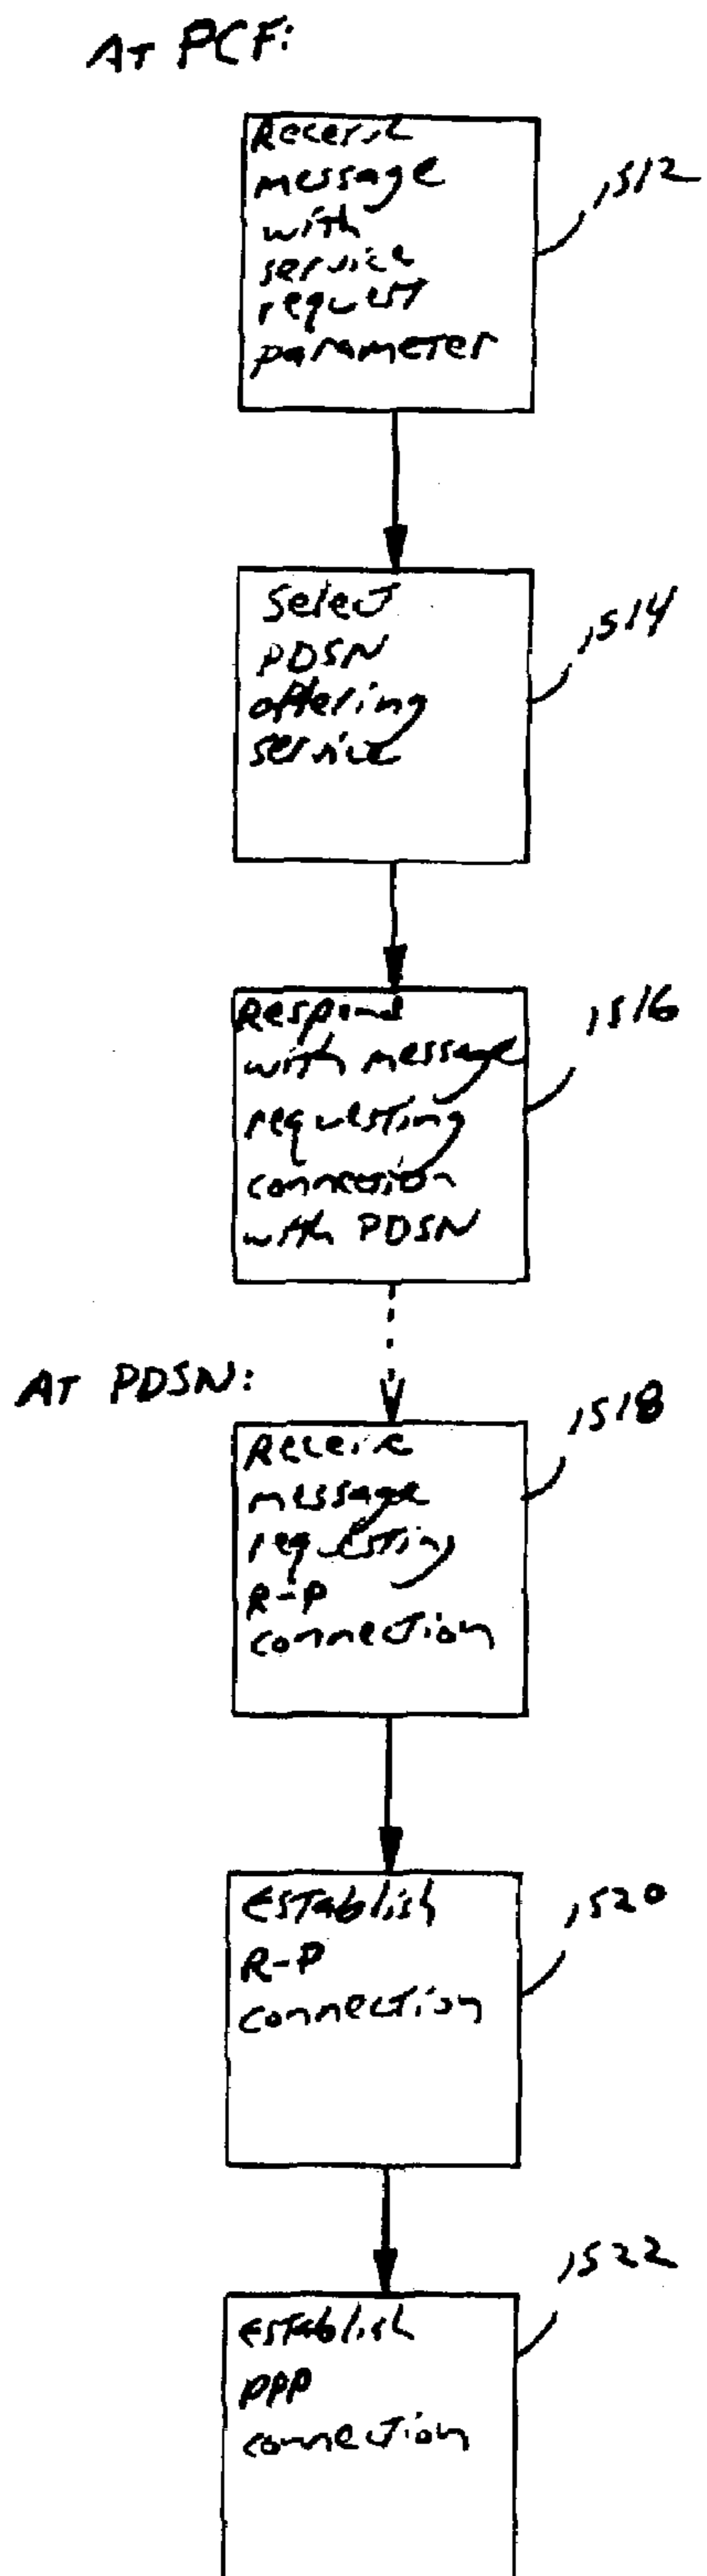 AT PCF:
Receive
message
with
service
request
parameter
1512
Select
PDSN
offering
service
1514
Respond
with message
requesting
connection
with PDSN
1516
AT PDSN:
Receive
message
requesting
R-P
connection
1518
establish
R-P
connection
1520
establish
PPP
connection
1522